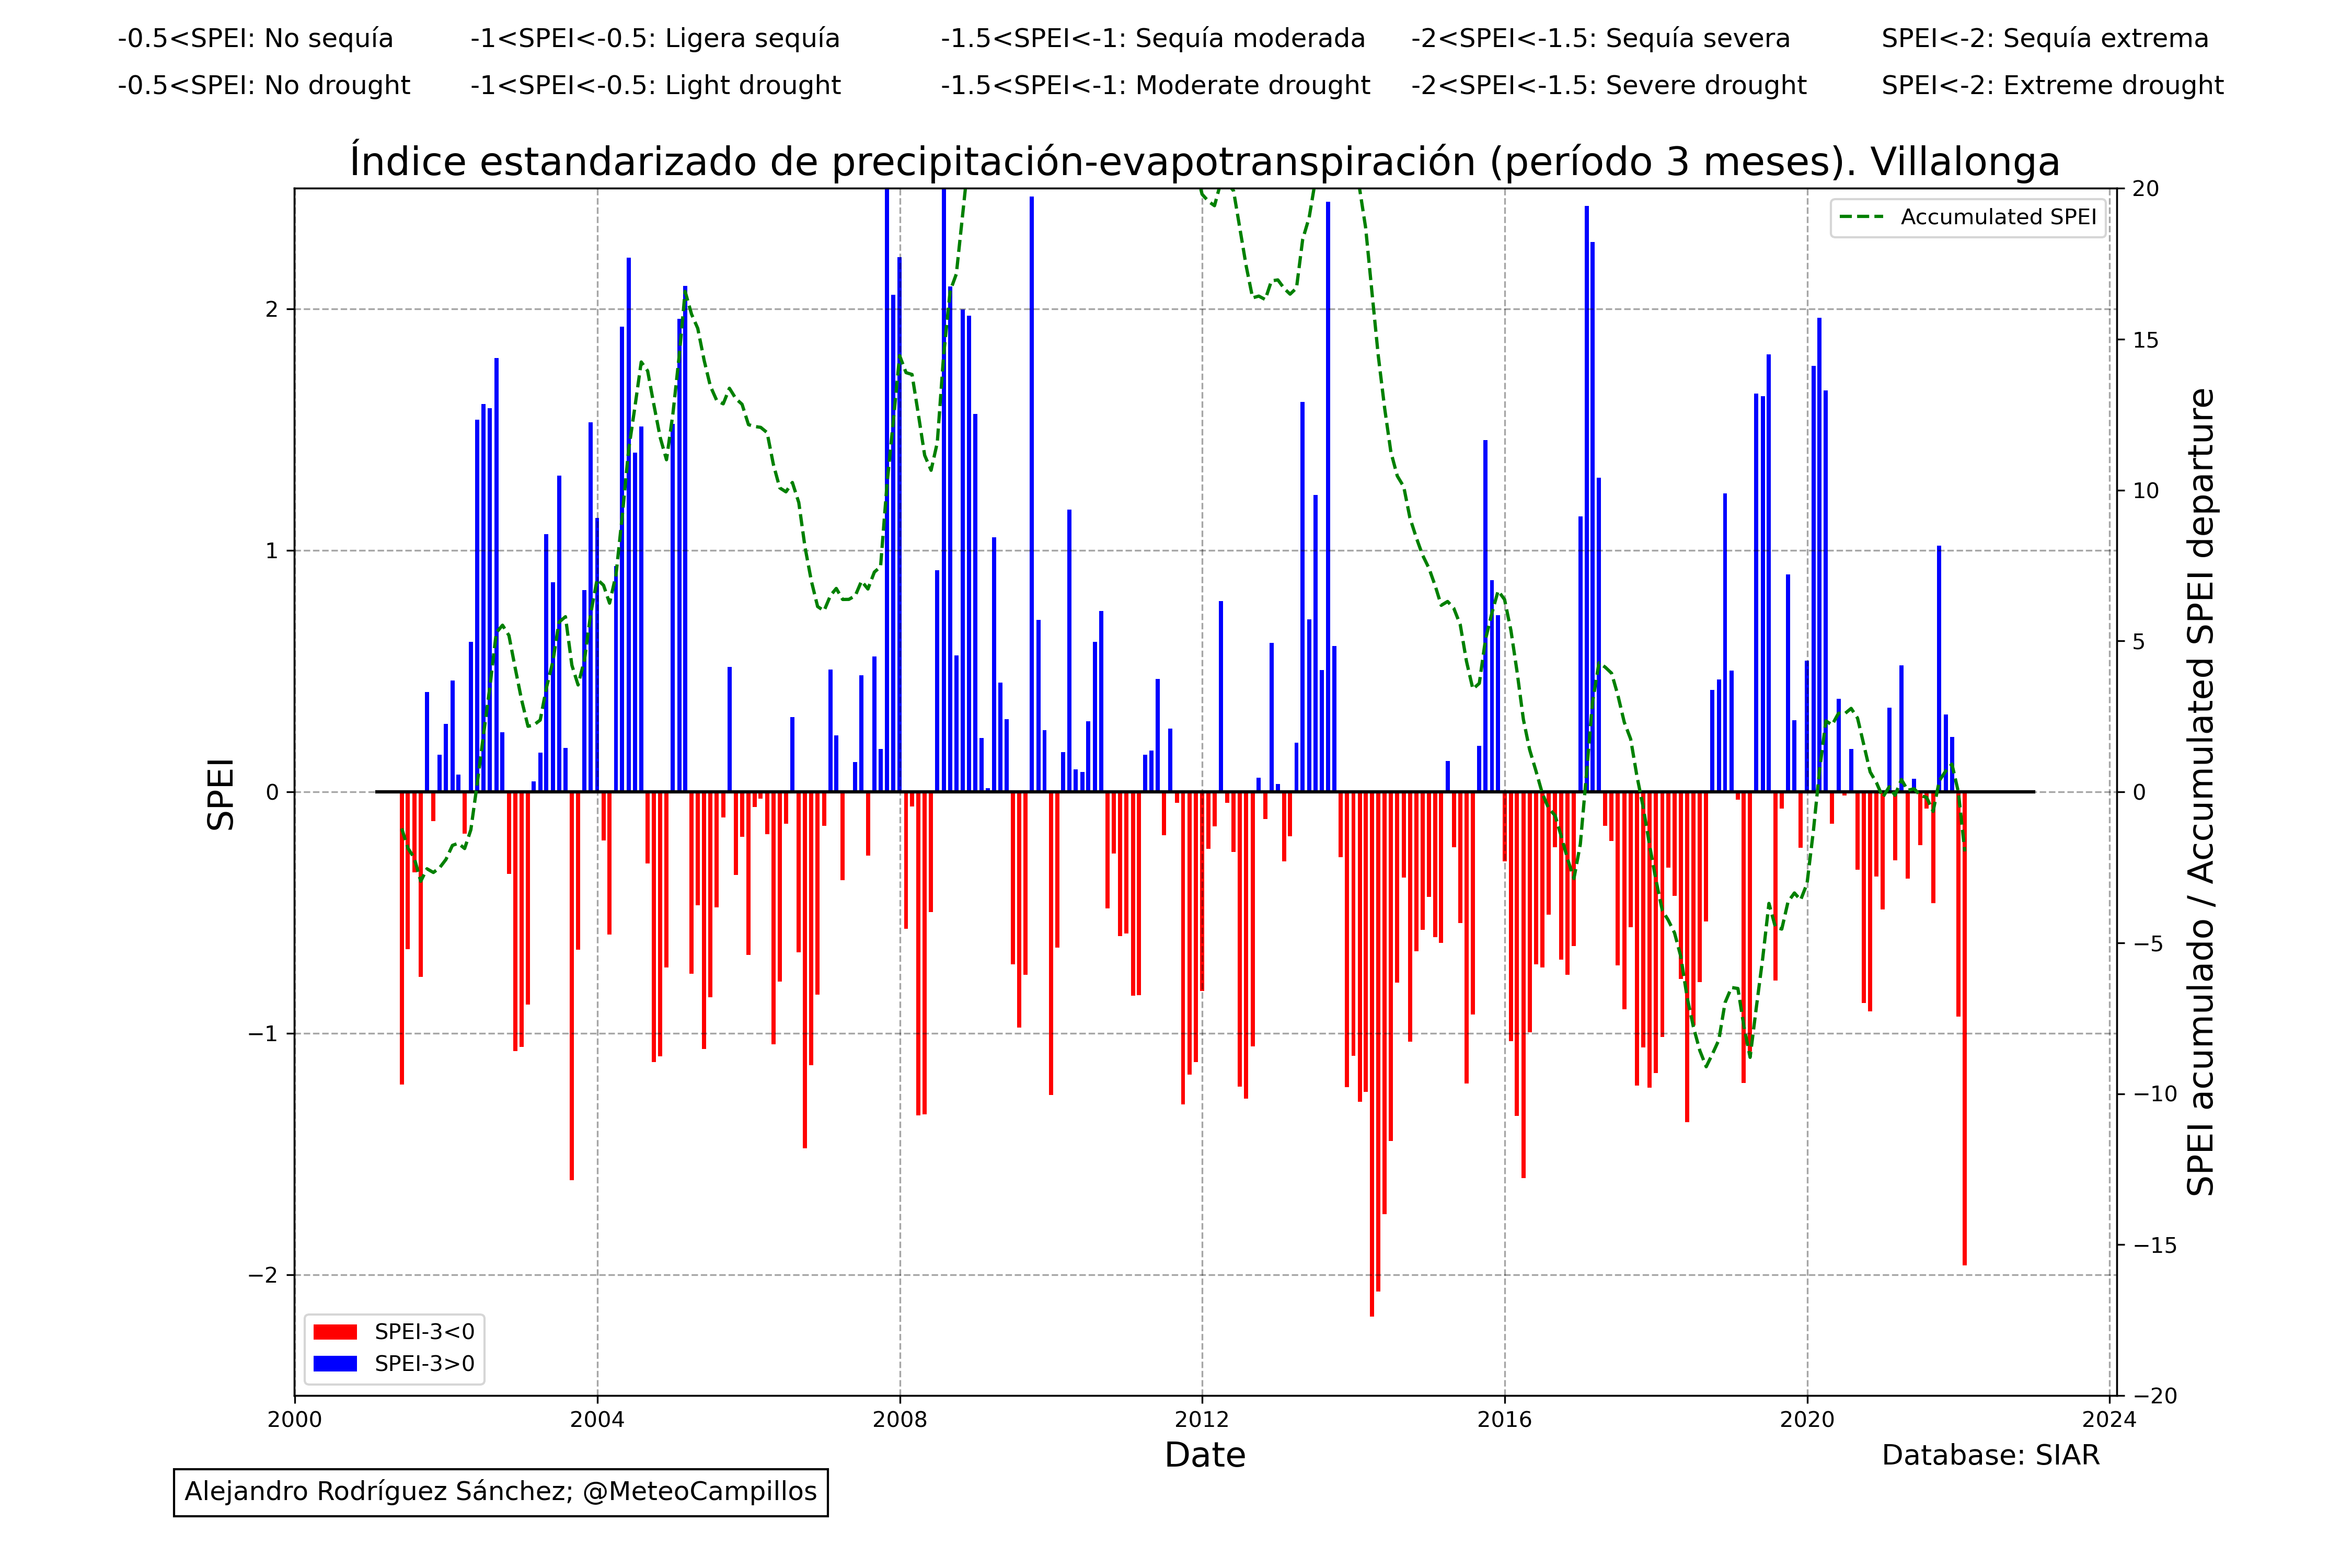 -0.5<SPEI: No sequía -1<SPEI<-0.5: Ligera sequía -1.5<SPEI<-1: Sequía moderada -2<SPEI<-1.5: Sequía severa SPEI<-2: Sequía extrema
-0.5<SPEI: No drought -1<SPEI<-0.5: Light drought -1.5<SPEI<-1: Moderate drought -2<SPEI<-1.5: Severe drought SPEI<-2: Extreme drought
Índice estandarizado de precipitación-evapotranspiración (período 3 meses). Villalonga
Accumulated SPEI
SPEI
2
1
0
−1
−2
20
15
10
5
0
−5
−10
−15
−20
SPEI acumulado / Accumulated SPEI departure
SPEI-3<0
SPEI-3>0
2000 2004 2008 2012 2016 2020 2024
Date
Database: SIAR
Alejandro Rodríguez Sánchez; @MeteoCampillos